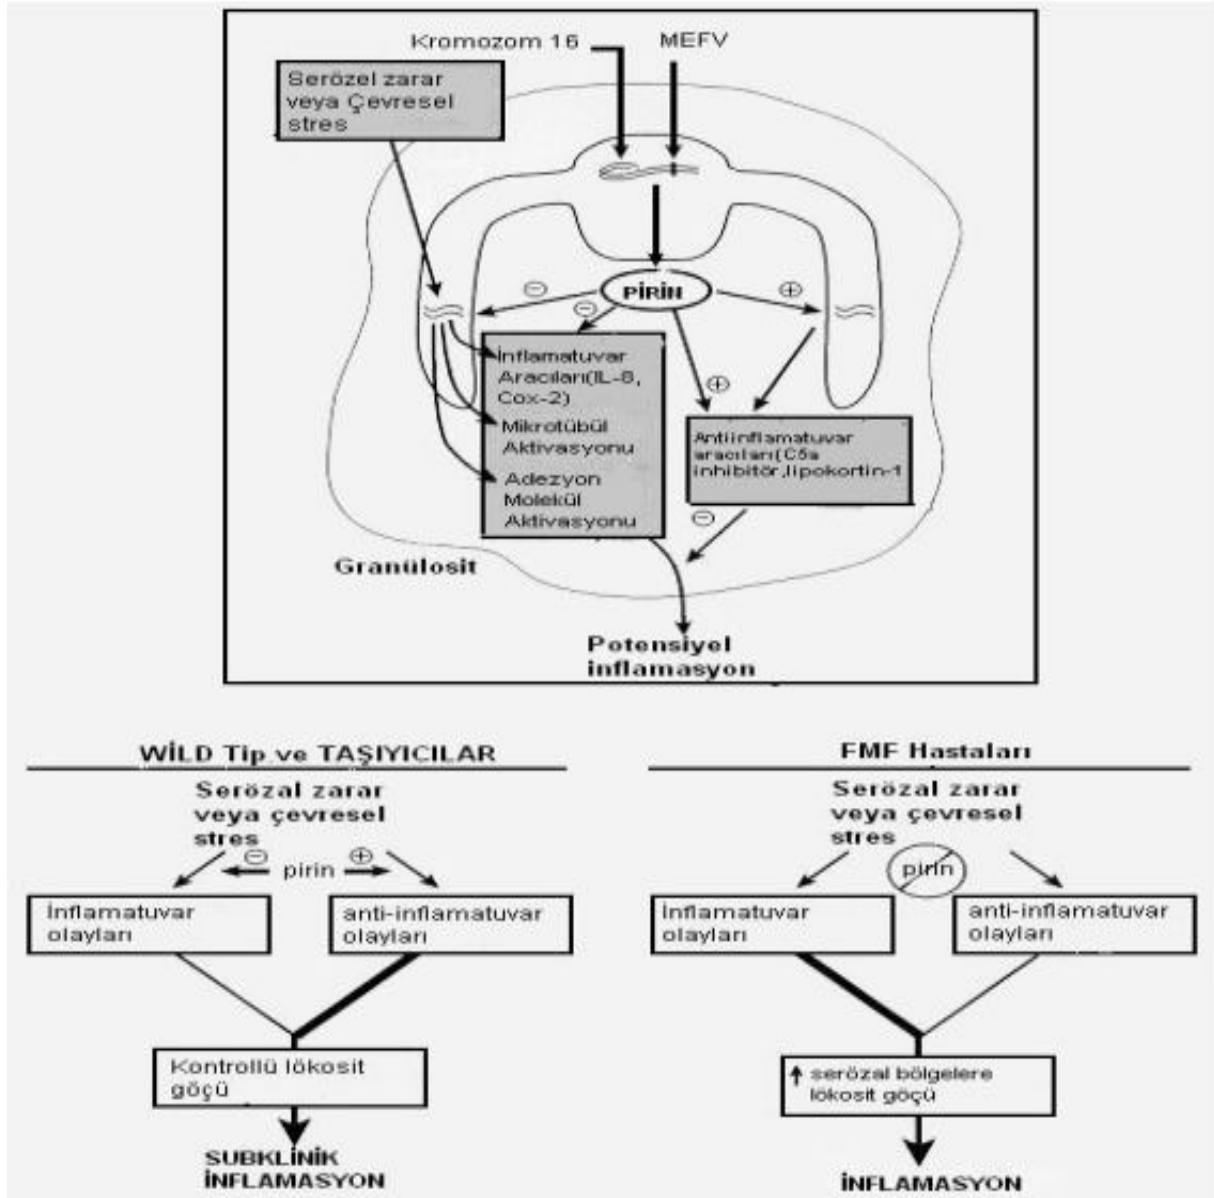 Kromozom 16
MEFV
Serözel zarar
veya Çevresel
stres
PİRİN
İnflamatuvar
Aracıları(IL-8,
Cox-2)
Mikrotübül
Aktivasyonu
Adezyon
Molekül
Aktivasyonu
Antiinflamatuvar
aracıları(C5a
inhibitör,lipokortin-1
Granülosit
Potensiyel
inflamasyon
WİLD Tip ve TAŞIYICILAR
Serözal zarar
veya çevresel
stres
pirin
İnflamatuvar
olayları
anti-inflamatuvar
olayları
Kontrollü lökosit
göçü
SUBKLİNİK
İNFLAMASYON
FMF Hastaları
Serözal zarar
veya çevresel
stres
pirin
İnflamatuvar
olayları
anti-inflamatuvar
olayları
↑ serözal bölgelere
lökosit göçü
İNFLAMASYON